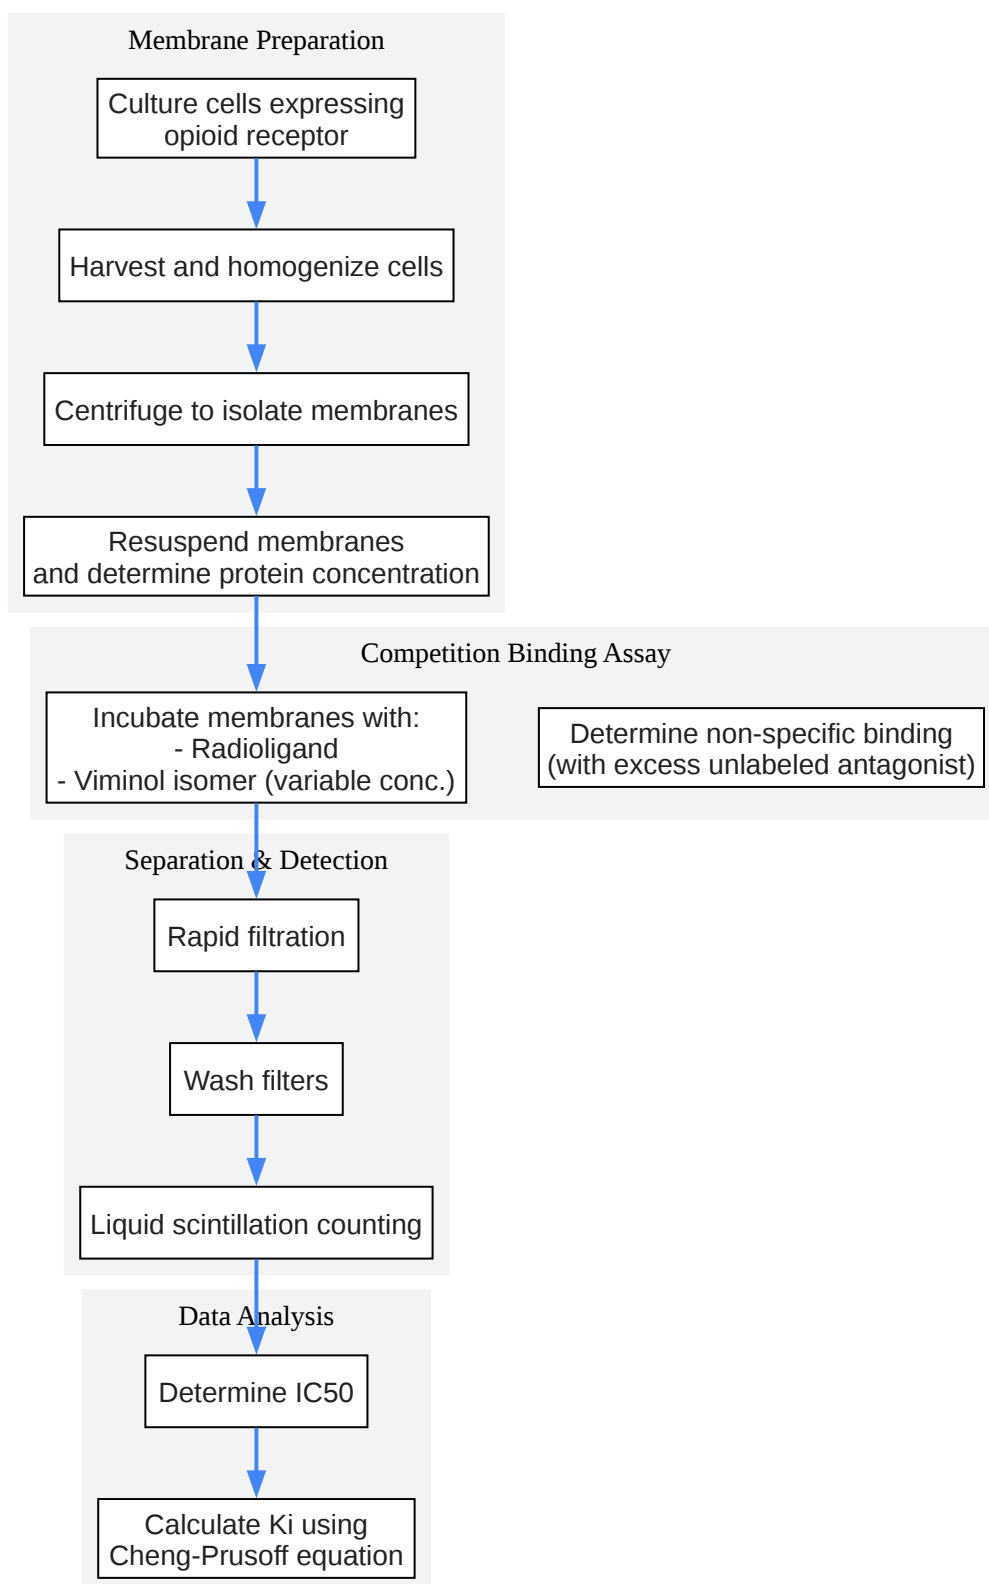 Membrane Preparation
Culture cells expressing
opioid receptor
Harvest and homogenize cells
Centrifuge to isolate membranes
Resuspend membranes
and determine protein concentration
Competition Binding Assay
Incubate membranes with:
- Radioligand
- Viminol isomer (variable conc.)
Determine non-specific binding
(with excess unlabeled antagonist)
Separation & Detection
Rapid filtration
Wash filters
Liquid scintillation counting
Data Analysis
Determine IC50
Calculate Ki using
Cheng-Prusoff equation